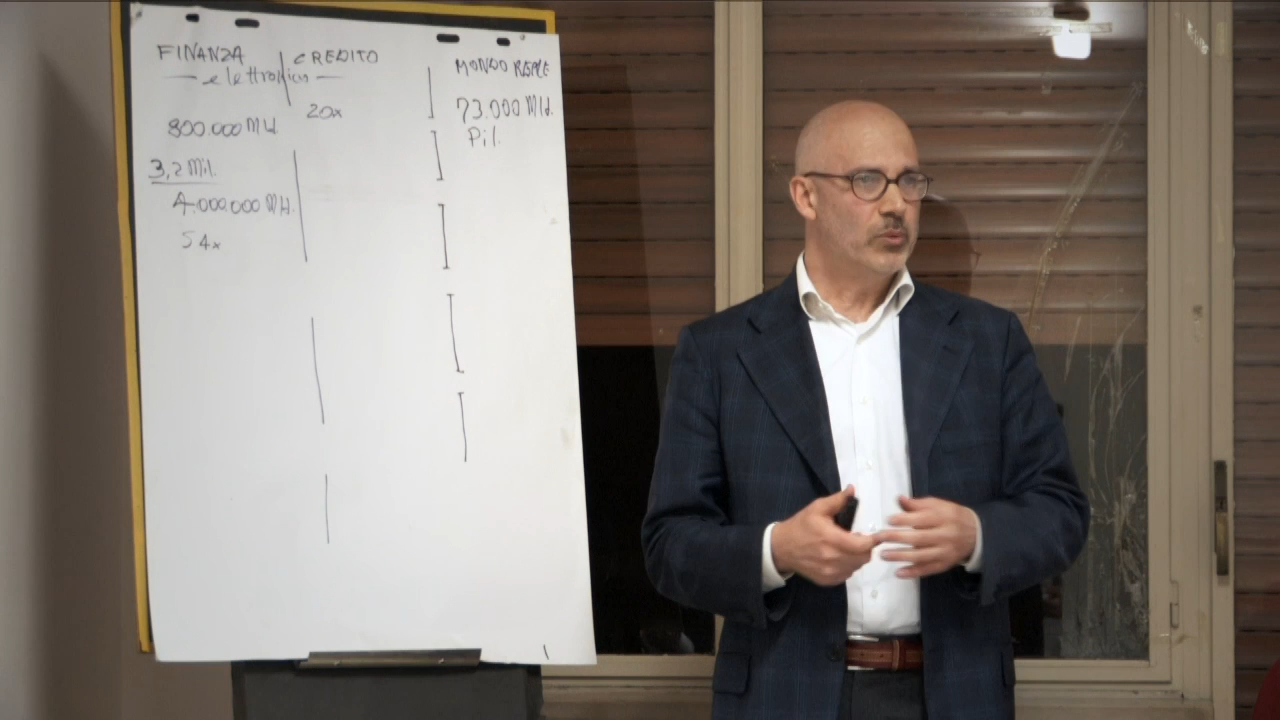 FINANZA
CREDITO
elettronica
20x
800.000 Mld.
3,2 Mil.
4.000.000 Mld.
54x
MONDO REALE
73.000 Mld.
Pil.